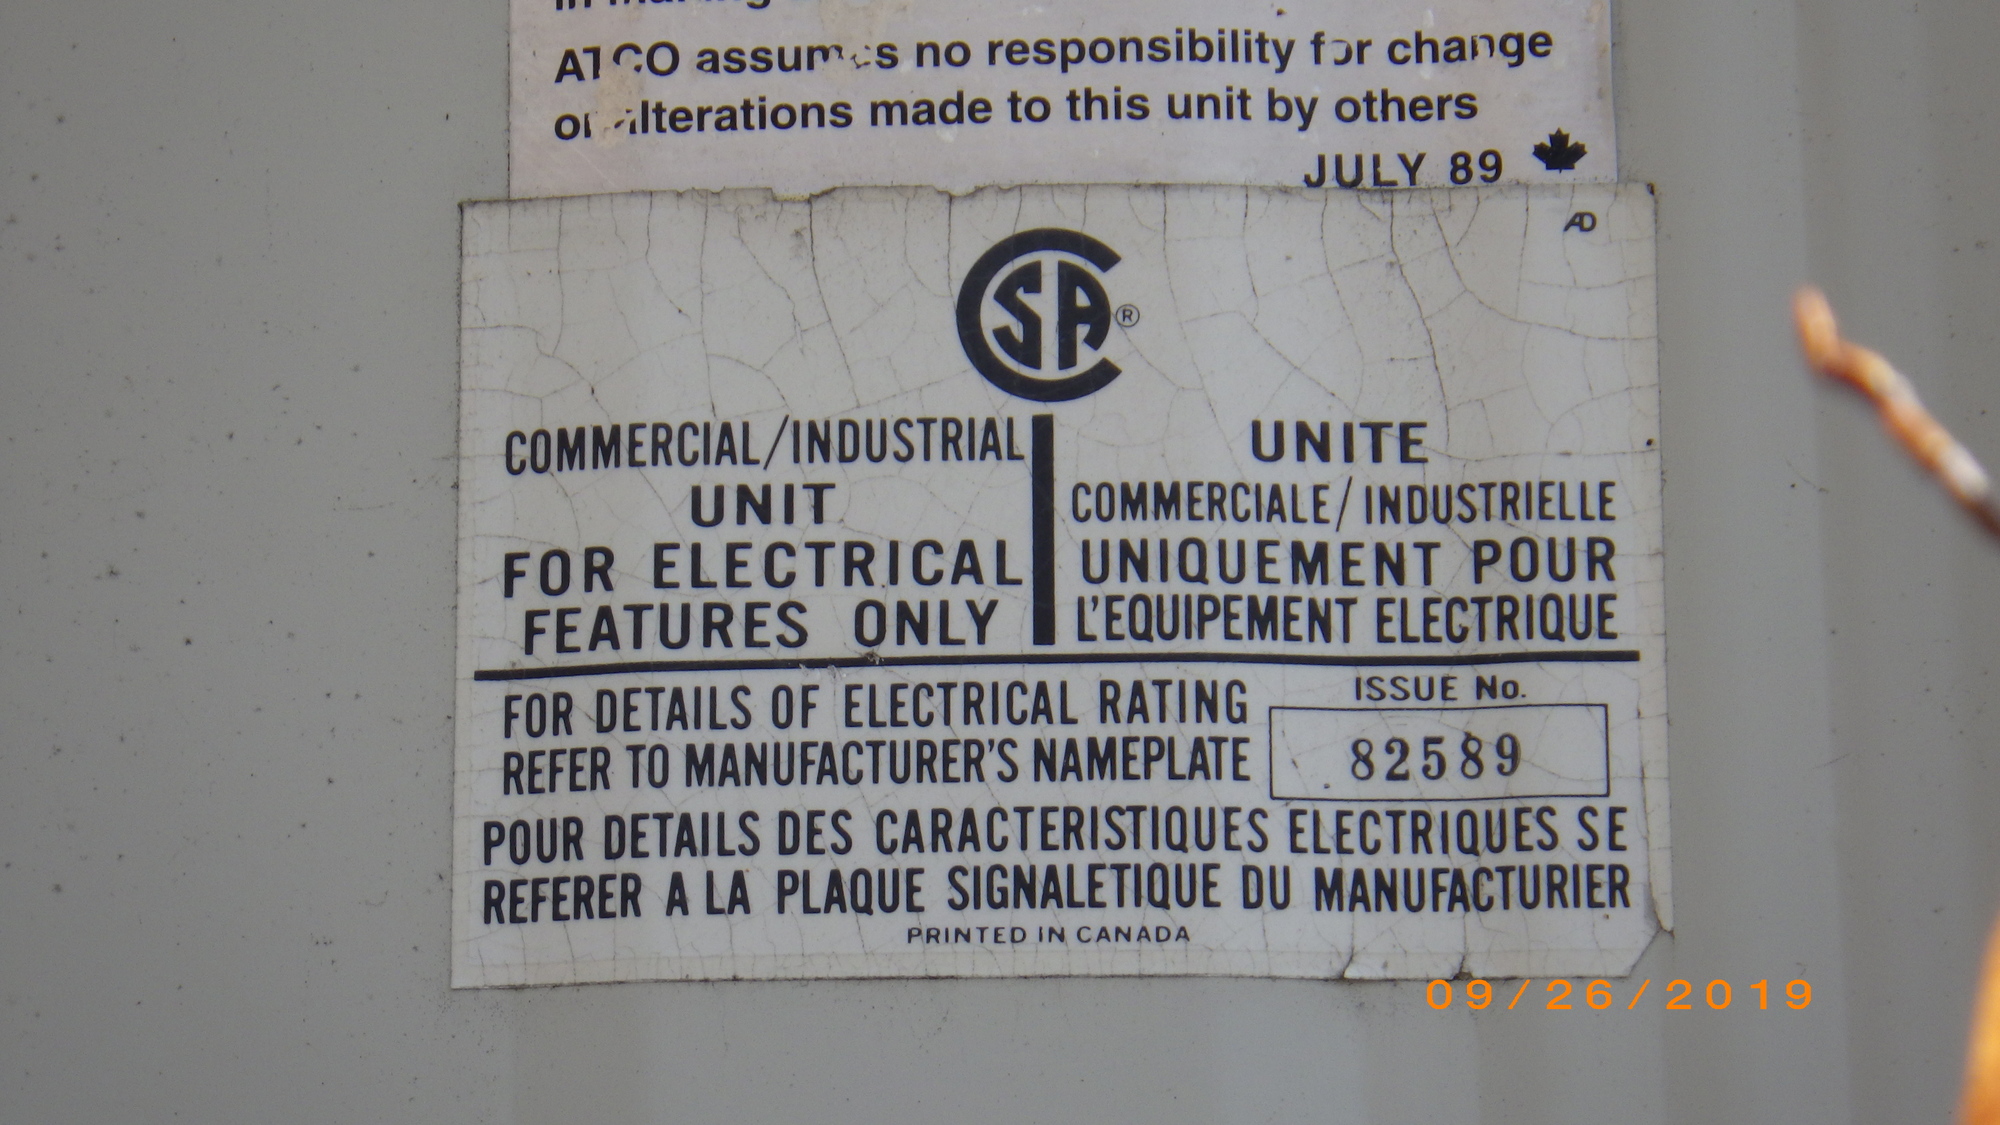 ATCO assumes no responsibility for change
or alterations made to this unit by others
JULY 89
AD
CSA®
COMMERCIAL/INDUSTRIAL
UNIT
FOR ELECTRICAL
FEATURES ONLY
UNITE
COMMERCIALE/INDUSTRIELLE
UNIQUEMENT POUR
L'EQUIPEMENT ELECTRIQUE
FOR DETAILS OF ELECTRICAL RATING
REFER TO MANUFACTURER'S NAMEPLATE
ISSUE No.
82589
POUR DETAILS DES CARACTERISTIQUES ELECTRIQUES SE
REFERER A LA PLAQUE SIGNALETIQUE DU MANUFACTURIER
PRINTED IN CANADA
09/26/2019